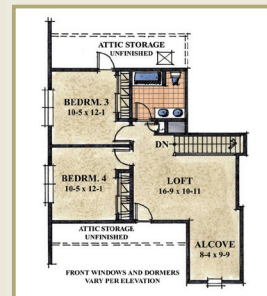 ATTIC STORAGE
UNFINISHED
BEDRM. 3
10-5 x 12-1
DN
BEDRM. 4
10-5 x 12-1
LOFT
16-9 x 10-11
ATTIC STORAGE
UNFINISHED
ALCOVE
8-4 x 9-9
FRONT WINDOWS AND DORMERS
VARY PER ELEVATION